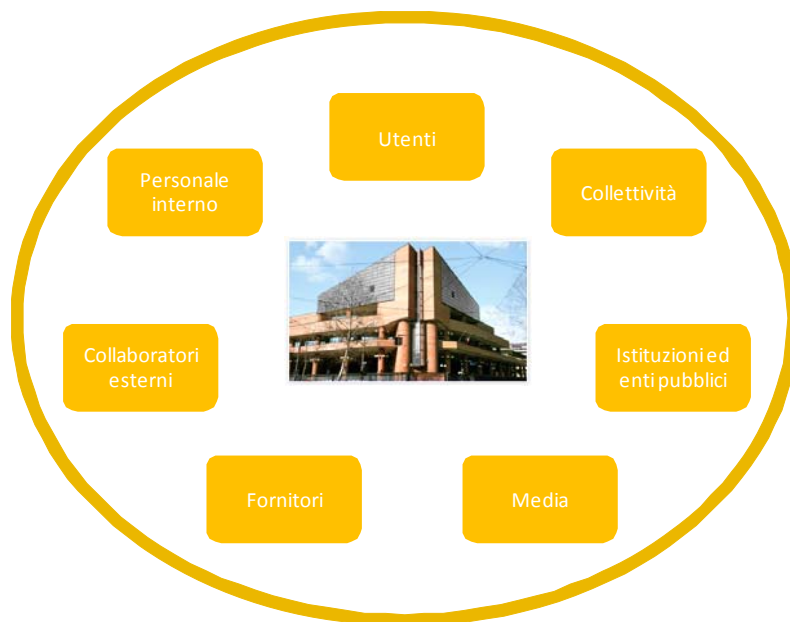 Utenti
Personale
interno
Collettività
Collaboratori
esterni
Istituzioni ed
enti pubblici
Fornitori
Media